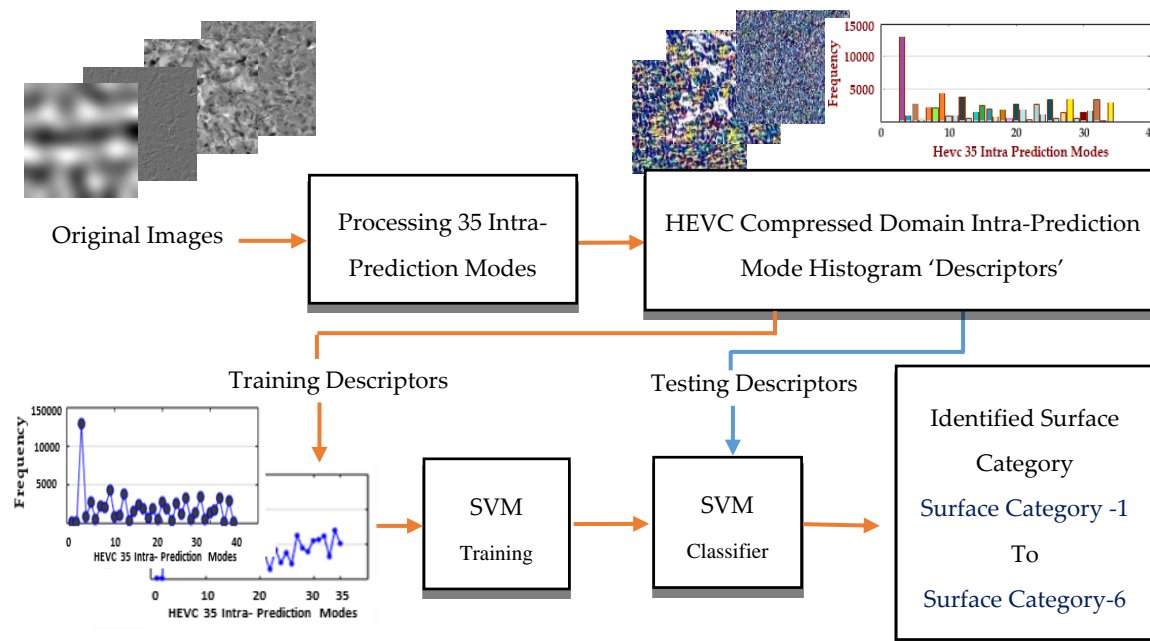 15000
10000
5000
Frequency
0
10
20
30
40
Hevc 35 Intra Prediction Modes
Original Images
Processing 35 Intra-
Prediction Modes
HEVC Compressed Domain Intra-Prediction
Mode Histogram ‘Descriptors’
Training Descriptors
Testing Descriptors
150000
10000
5000
Frequency
0 10 20 30 40
HEVC 35 Intra- Prediction Modes
0 10 20 30 35
HEVC 35 Intra- Prediction Modes
SVM
Training
SVM
Classifier
Identified Surface
Category
Surface Category -1
To
Surface Category-6